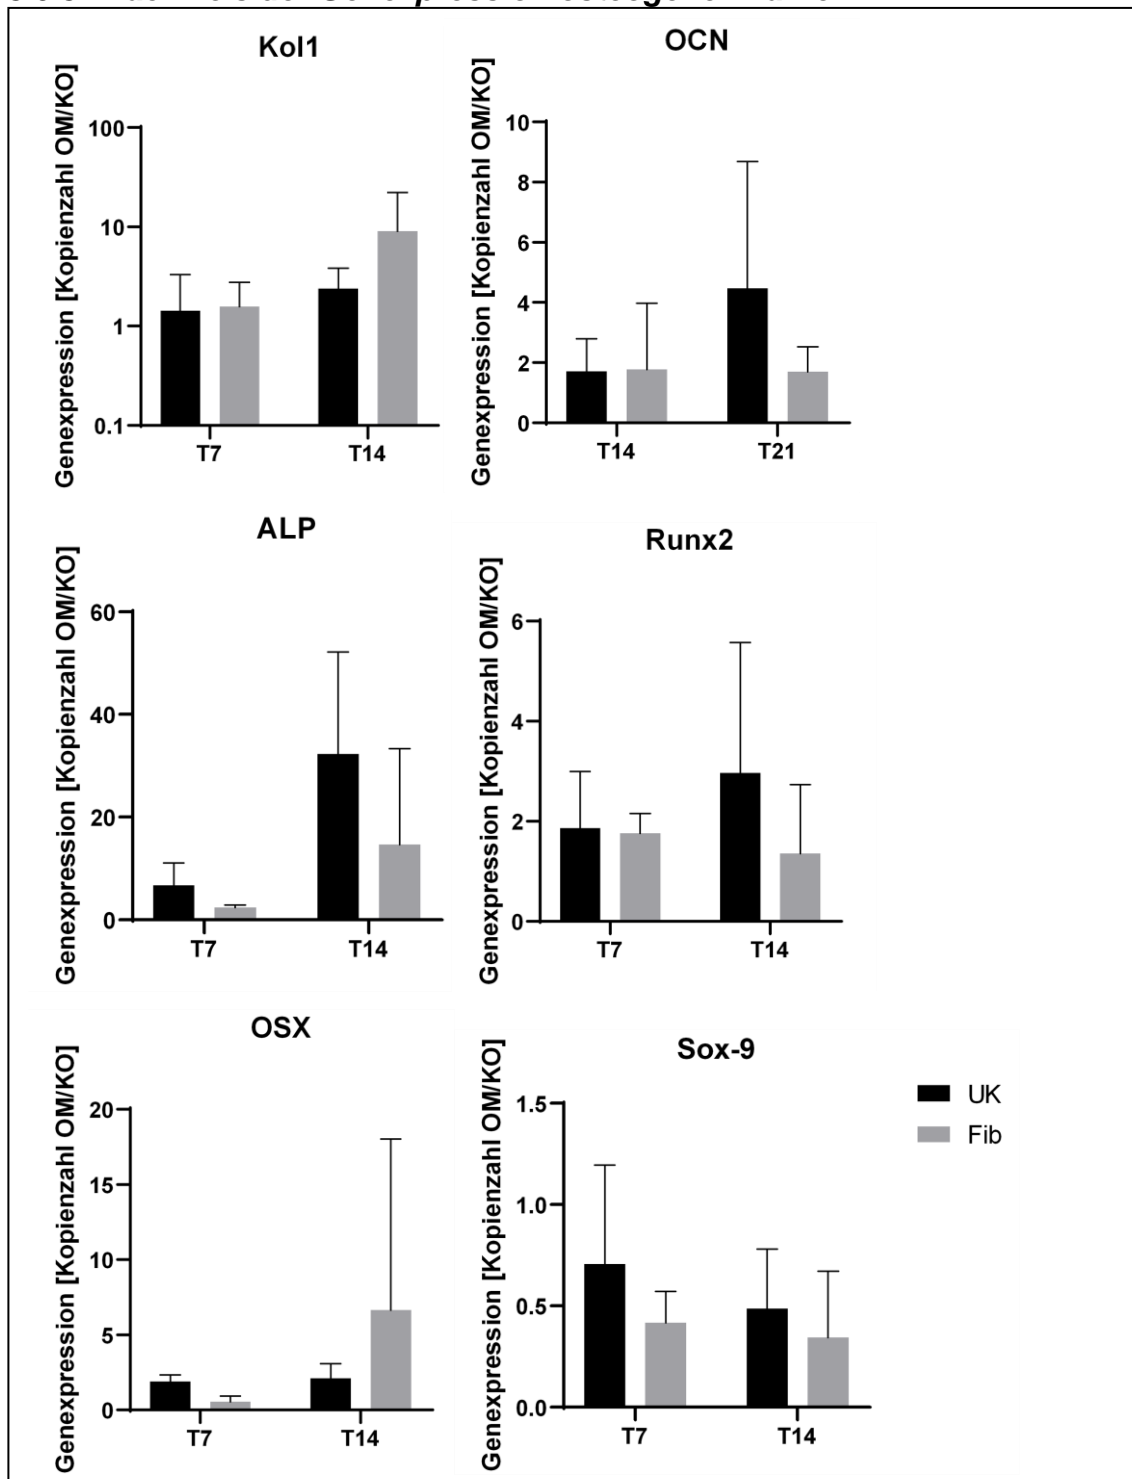 Kol1
Genexpression [Kopienzahl OM/KO]
100
10
1
0.1
T7 T14
OCN
Genexpression [Kopienzahl OM/KO]
10
8
6
4
2
0
T14 T21
ALP
Genexpression [Kopienzahl OM/KO]
60
40
20
0
T7 T14
Runx2
Genexpression [Kopienzahl OM/KO]
6
4
2
0
T7 T14
OSX
Genexpression [Kopienzahl OM/KO]
20
15
10
5
0
T7 T14
Sox-9
Genexpression [Kopienzahl OM/KO]
1.5
1.0
0.5
0.0
T7 T14
UK
Fib